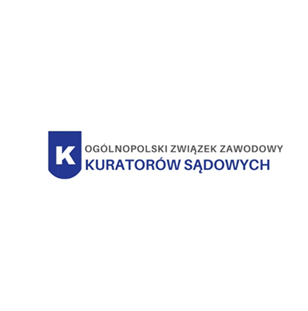 K
OGÓLNOPOLSKI ZWIĄZEK ZAWODOWY
KURATORÓW SĄDOWYCH